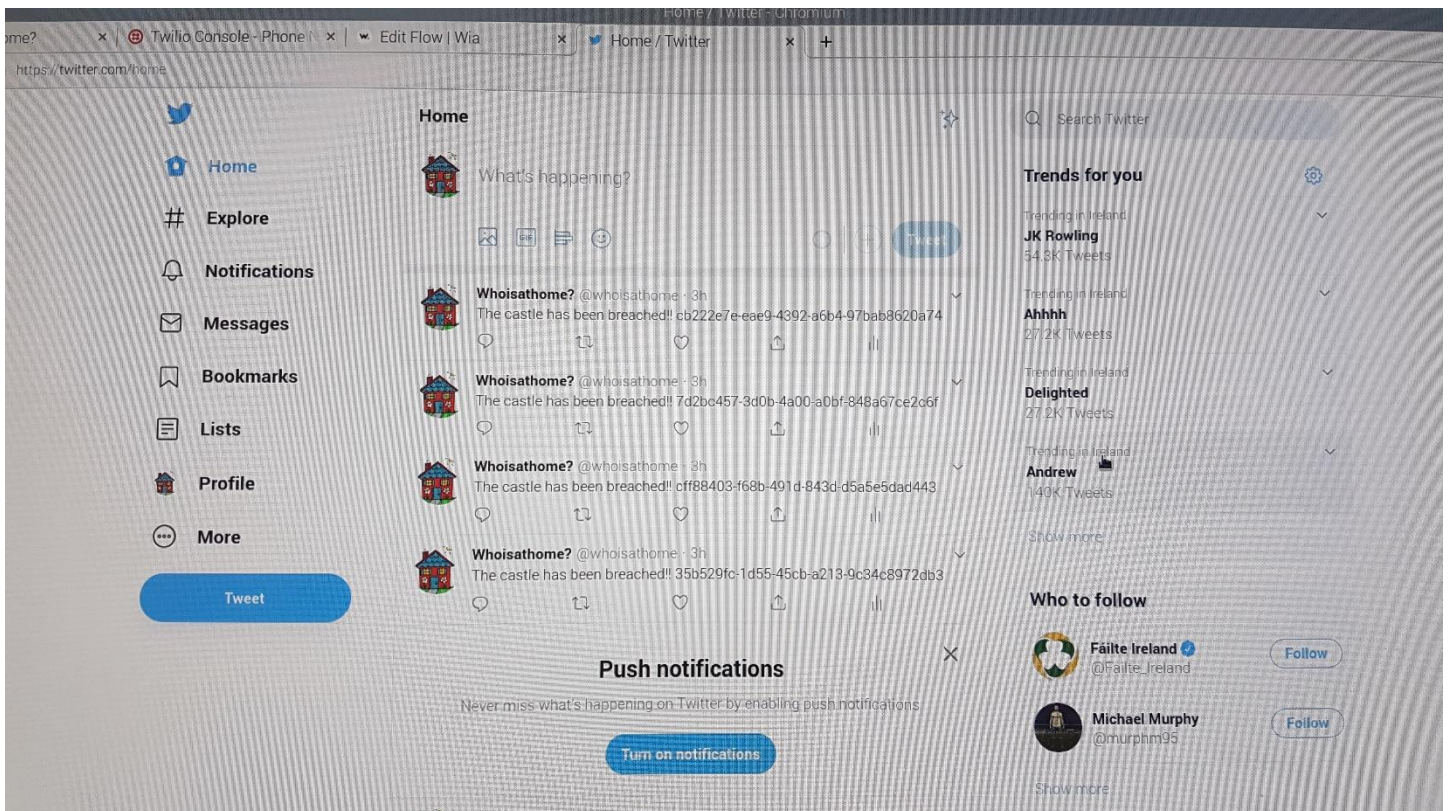 Home / Twitter - Chromium
ome?
Twilio Console - Phone N
Edit Flow | Wia
Home / Twitter
https://twitter.com/home
Home
Explore
Notifications
Messages
Bookmarks
Lists
Profile
More
Tweet
Home
What's happening?
GIF
Tweet
Whoisathome? @whoisathome · 3h
The castle has been breached!! cb222e7e-eae9-4392-a6b4-97bab8620a74
Whoisathome? @whoisathome · 3h
The castle has been breached!! 7d2bc457-3d0b-4a00-a0bf-848a67ce2c6f
Whoisathome? @whoisathome · 3h
The castle has been breached!! cff88403-f68b-491d-843d-d5a5e5dad443
Whoisathome? @whoisathome · 3h
The castle has been breached!! 35b529fc-1d55-45cb-a213-9c34c8972db3
Push notifications
Never miss what's happening on Twitter by enabling push notifications
Turn on notifications
Search Twitter
Trends for you
Trending in Ireland
JK Rowling
54.3K Tweets
Trending in Ireland
Ahhhh
27.2K Tweets
Trending in Ireland
Delighted
27.2K Tweets
Trending in Ireland
Andrew
140K Tweets
Show more
Who to follow
Fáilte Ireland
@Failte_Ireland
Follow
Michael Murphy
@murphm95
Follow
Show more